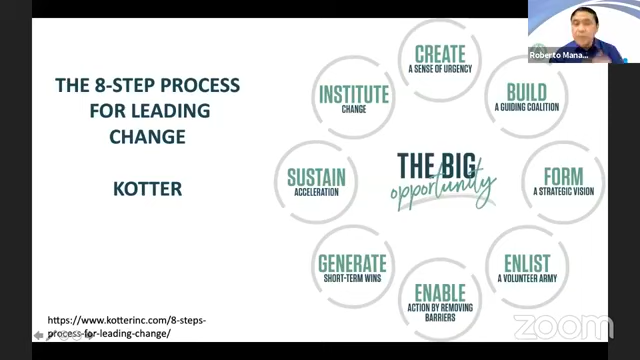 THE 8-STEP PROCESS
FOR LEADING
CHANGE
KOTTER
CREATE
A SENSE OF URGENCY
BUILD
A GUIDING COALITION
FORM
A STRATEGIC VISION
ENLIST
A VOLUNTEER ARMY
ENABLE
ACTION BY REMOVING
BARRIERS
GENERATE
SHORT-TERM WINS
SUSTAIN
ACCELERATION
INSTITUTE
CHANGE
THE BIG
opportunity
https://www.kotterinc.com/8-steps-
process-for-leading-change/
Roberto Mana...
zoom